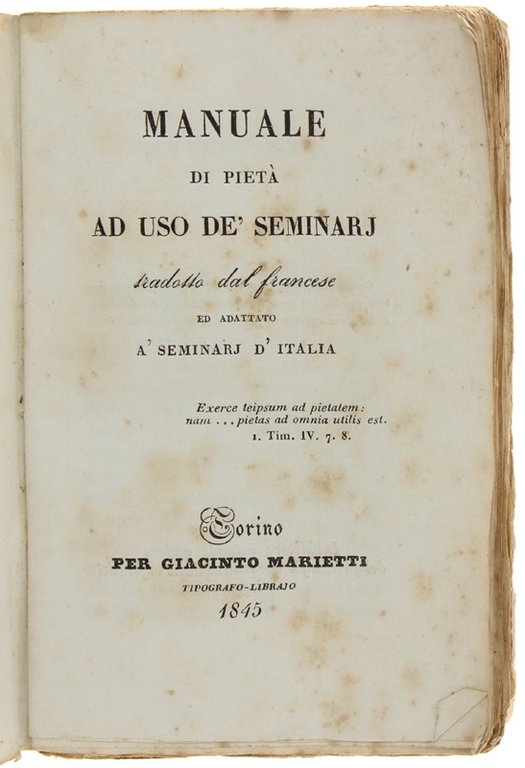 MANUALE
DI PIETÀ
AD USO DE' SEMINARJ
tradotto dal francese
ED ADATTATO
A' SEMINARJ D'ITALIA
Exerce teipsum ad pietatem:
nam ... pietas ad omnia utilis est.
1. Tim. IV. 7. 8.
Torino
PER GIACINTO MARIETTI
TIPOGRAFO-LIBRAJO
1845